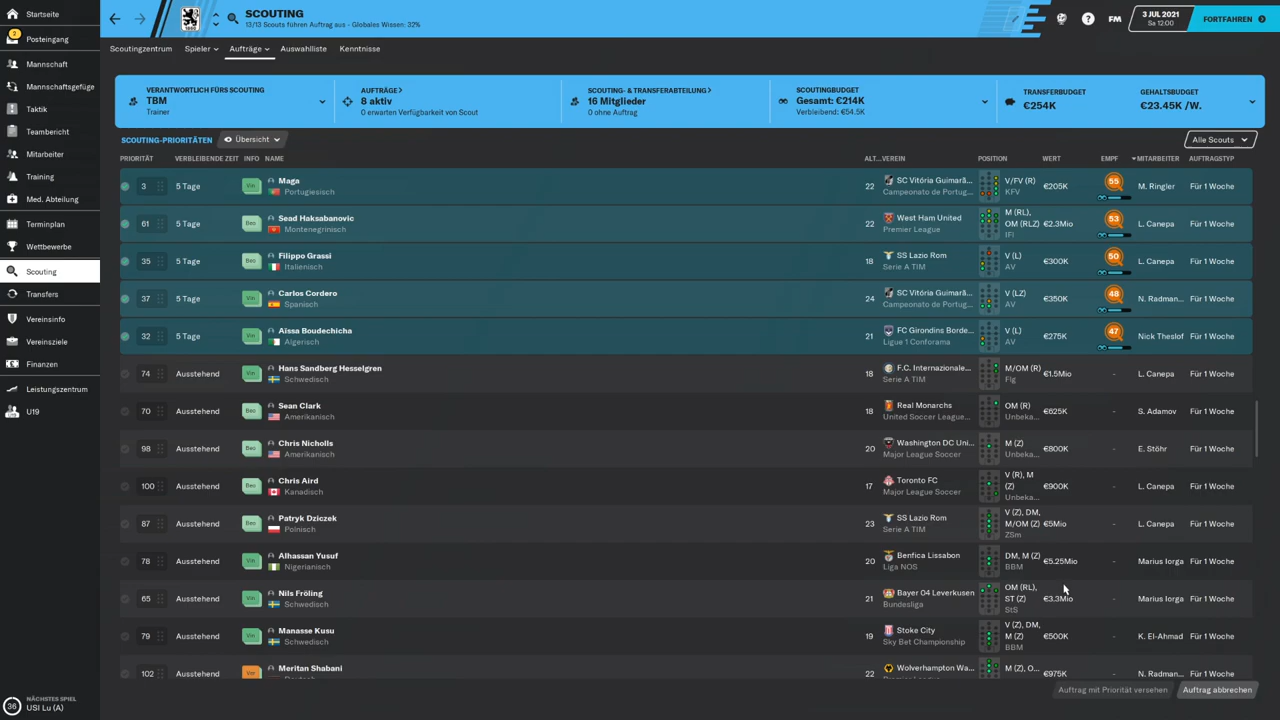 Startseite
SCOUTING
13/13 Scouts führen Auftrag aus - Globales Wissen: 32%
3 JUL 2021
Sa 12:00
FM
FORTFAHREN
2
Posteingang
Scoutingzentrum
Spieler
Aufträge
Auswahlliste
Kenntnisse
Mannschaft
Mannschaftsgefüge
Taktik
Teambericht
Mitarbeiter
Training
Med. Abteilung
Terminplan
Wettbewerbe
Scouting
Transfers
Vereinsinfo
Vereinsziele
Finanzen
Leistungszentrum
U19
36
NÄCHSTES SPIEL
USI Lu (A)
VERANTWORTLICH FÜRS SCOUTING
TBM
Trainer
AUFTRÄGE
8 aktiv
0 erwarten Verfügbarkeit von Scout
SCOUTING- & TRANSFERABTEILUNG
16 Mitglieder
0 ohne Auftrag
SCOUTINGBUDGET
Gesamt: €214K
Verbleibend: €54.5K
TRANSFERBUDGET
€254K
GEHALTSBUDGET
€23.45K /W.
SCOUTING-PRIORITÄTEN
Übersicht
Alle Scouts
PRIORITÄT VERBLEIBENDE ZEIT INFO NAME ALT... VEREIN POSITION WERT EMPF MITARBEITER AUFTRAGSTYP
3 5 Tage Vin Maga 22 SC Vitória Guimarã... V/FV (R) €205K 55 M. Ringler Für 1 Woche
Portugiesisch Campeonato de Portug... KFV
61 5 Tage Beo Sead Haksabanovic 22 West Ham United M (RL), OM (RLZ) €2.3Mio 53 L. Canepa Für 1 Woche
Montenegrinisch Premier League IFl
35 5 Tage Beo Filippo Grassi 18 SS Lazio Rom V (L) €300K 50 L. Canepa Für 1 Woche
Italienisch Serie A TIM AV
37 5 Tage Vin Carlos Cordero 24 SC Vitória Guimarã... V (LZ) €350K 48 N. Radman... Für 1 Woche
Spanisch Campeonato de Portug... AV
32 5 Tage Vin Aïssa Boudechicha 21 FC Girondins Borde... V (L) €275K 47 Nick Theslof Für 1 Woche
Algerisch Ligue 1 Conforama AV
74 Ausstehend Vin Hans Sandberg Hesselgren 18 F.C. Internazionale... M/OM (R) €1.5Mio - L. Canepa Für 1 Woche
Schwedisch Serie A TIM Flg
70 Ausstehend Beo Sean Clark 18 Real Monarchs OM (R) €625K - S. Adamov Für 1 Woche
Amerikanisch United Soccer League... Unbeka...
98 Ausstehend Beo Chris Nicholls 20 Washington DC Uni... M (Z) €800K - E. Stöhr Für 1 Woche
Amerikanisch Major League Soccer Unbeka...
100 Ausstehend Beo Chris Aird 17 Toronto FC V (R), M (Z) €900K - L. Canepa Für 1 Woche
Kanadisch Major League Soccer Unbeka...
87 Ausstehend Beo Patryk Dziczek 23 SS Lazio Rom V (Z), DM, M/OM (Z) €5Mio - L. Canepa Für 1 Woche
Polnisch Serie A TIM ZSm
78 Ausstehend Vin Alhassan Yusuf 20 Benfica Lissabon DM, M (Z) €5.25Mio - Marius Iorga Für 1 Woche
Nigerianisch Liga NOS BBM
65 Ausstehend Vin Nils Fröling 21 Bayer 04 Leverkusen OM (RL), ST (Z) €3.3Mio - Marius Iorga Für 1 Woche
Schwedisch Bundesliga StS
79 Ausstehend Vin Manasse Kusu 19 Stoke City V (Z), DM, M (Z) €500K - K. El-Ahmad Für 1 Woche
Schwedisch Sky Bet Championship BBM
102 Ausstehend Ver Meritan Shabani 22 Wolverhampton Wa... M (Z), O... €975K - N. Radman... Für 1 Woche
Auftrag mit Priorität versehen
Auftrag abbrechen